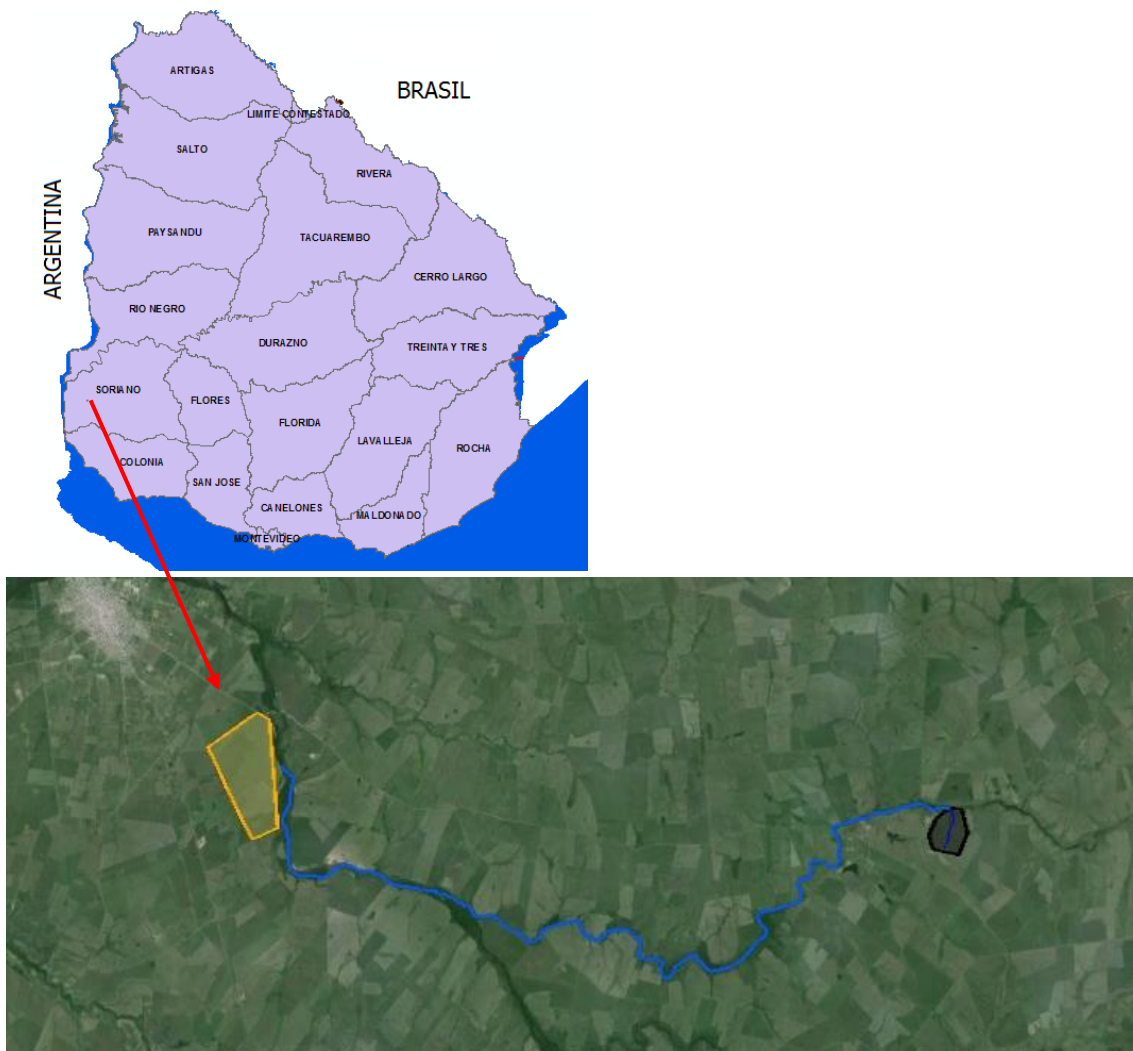 ARTIGAS
BRASIL
LIMITE CONTESTADO
SALTO
RIVERA
ARGENTINA
PAYSANDU
TACUAREMBO
CERRO LARGO
RIO NEGRO
DURAZNO
TREINTA Y TRES
SORIANO
FLORES
FLORIDA
LAVALLEJA
ROCHA
COLONIA
SAN JOSE
CANELONES
MALDONADO
MONTEVIDEO